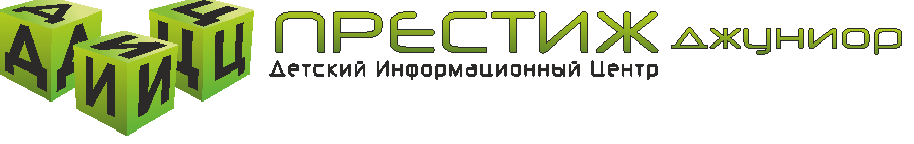 Д Д Д И И И Ц Ц Ц
ПРЕСТИЖ Джуниор
Детский Информационный Центр